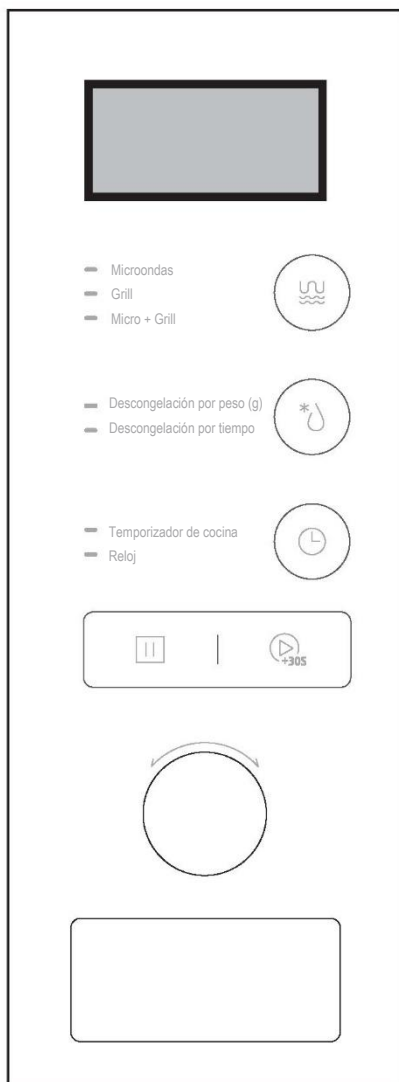 Microondas
Grill
Micro + Grill
Descongelación por peso (g)
Descongelación por tiempo
Temporizador de cocina
Reloj
+30S